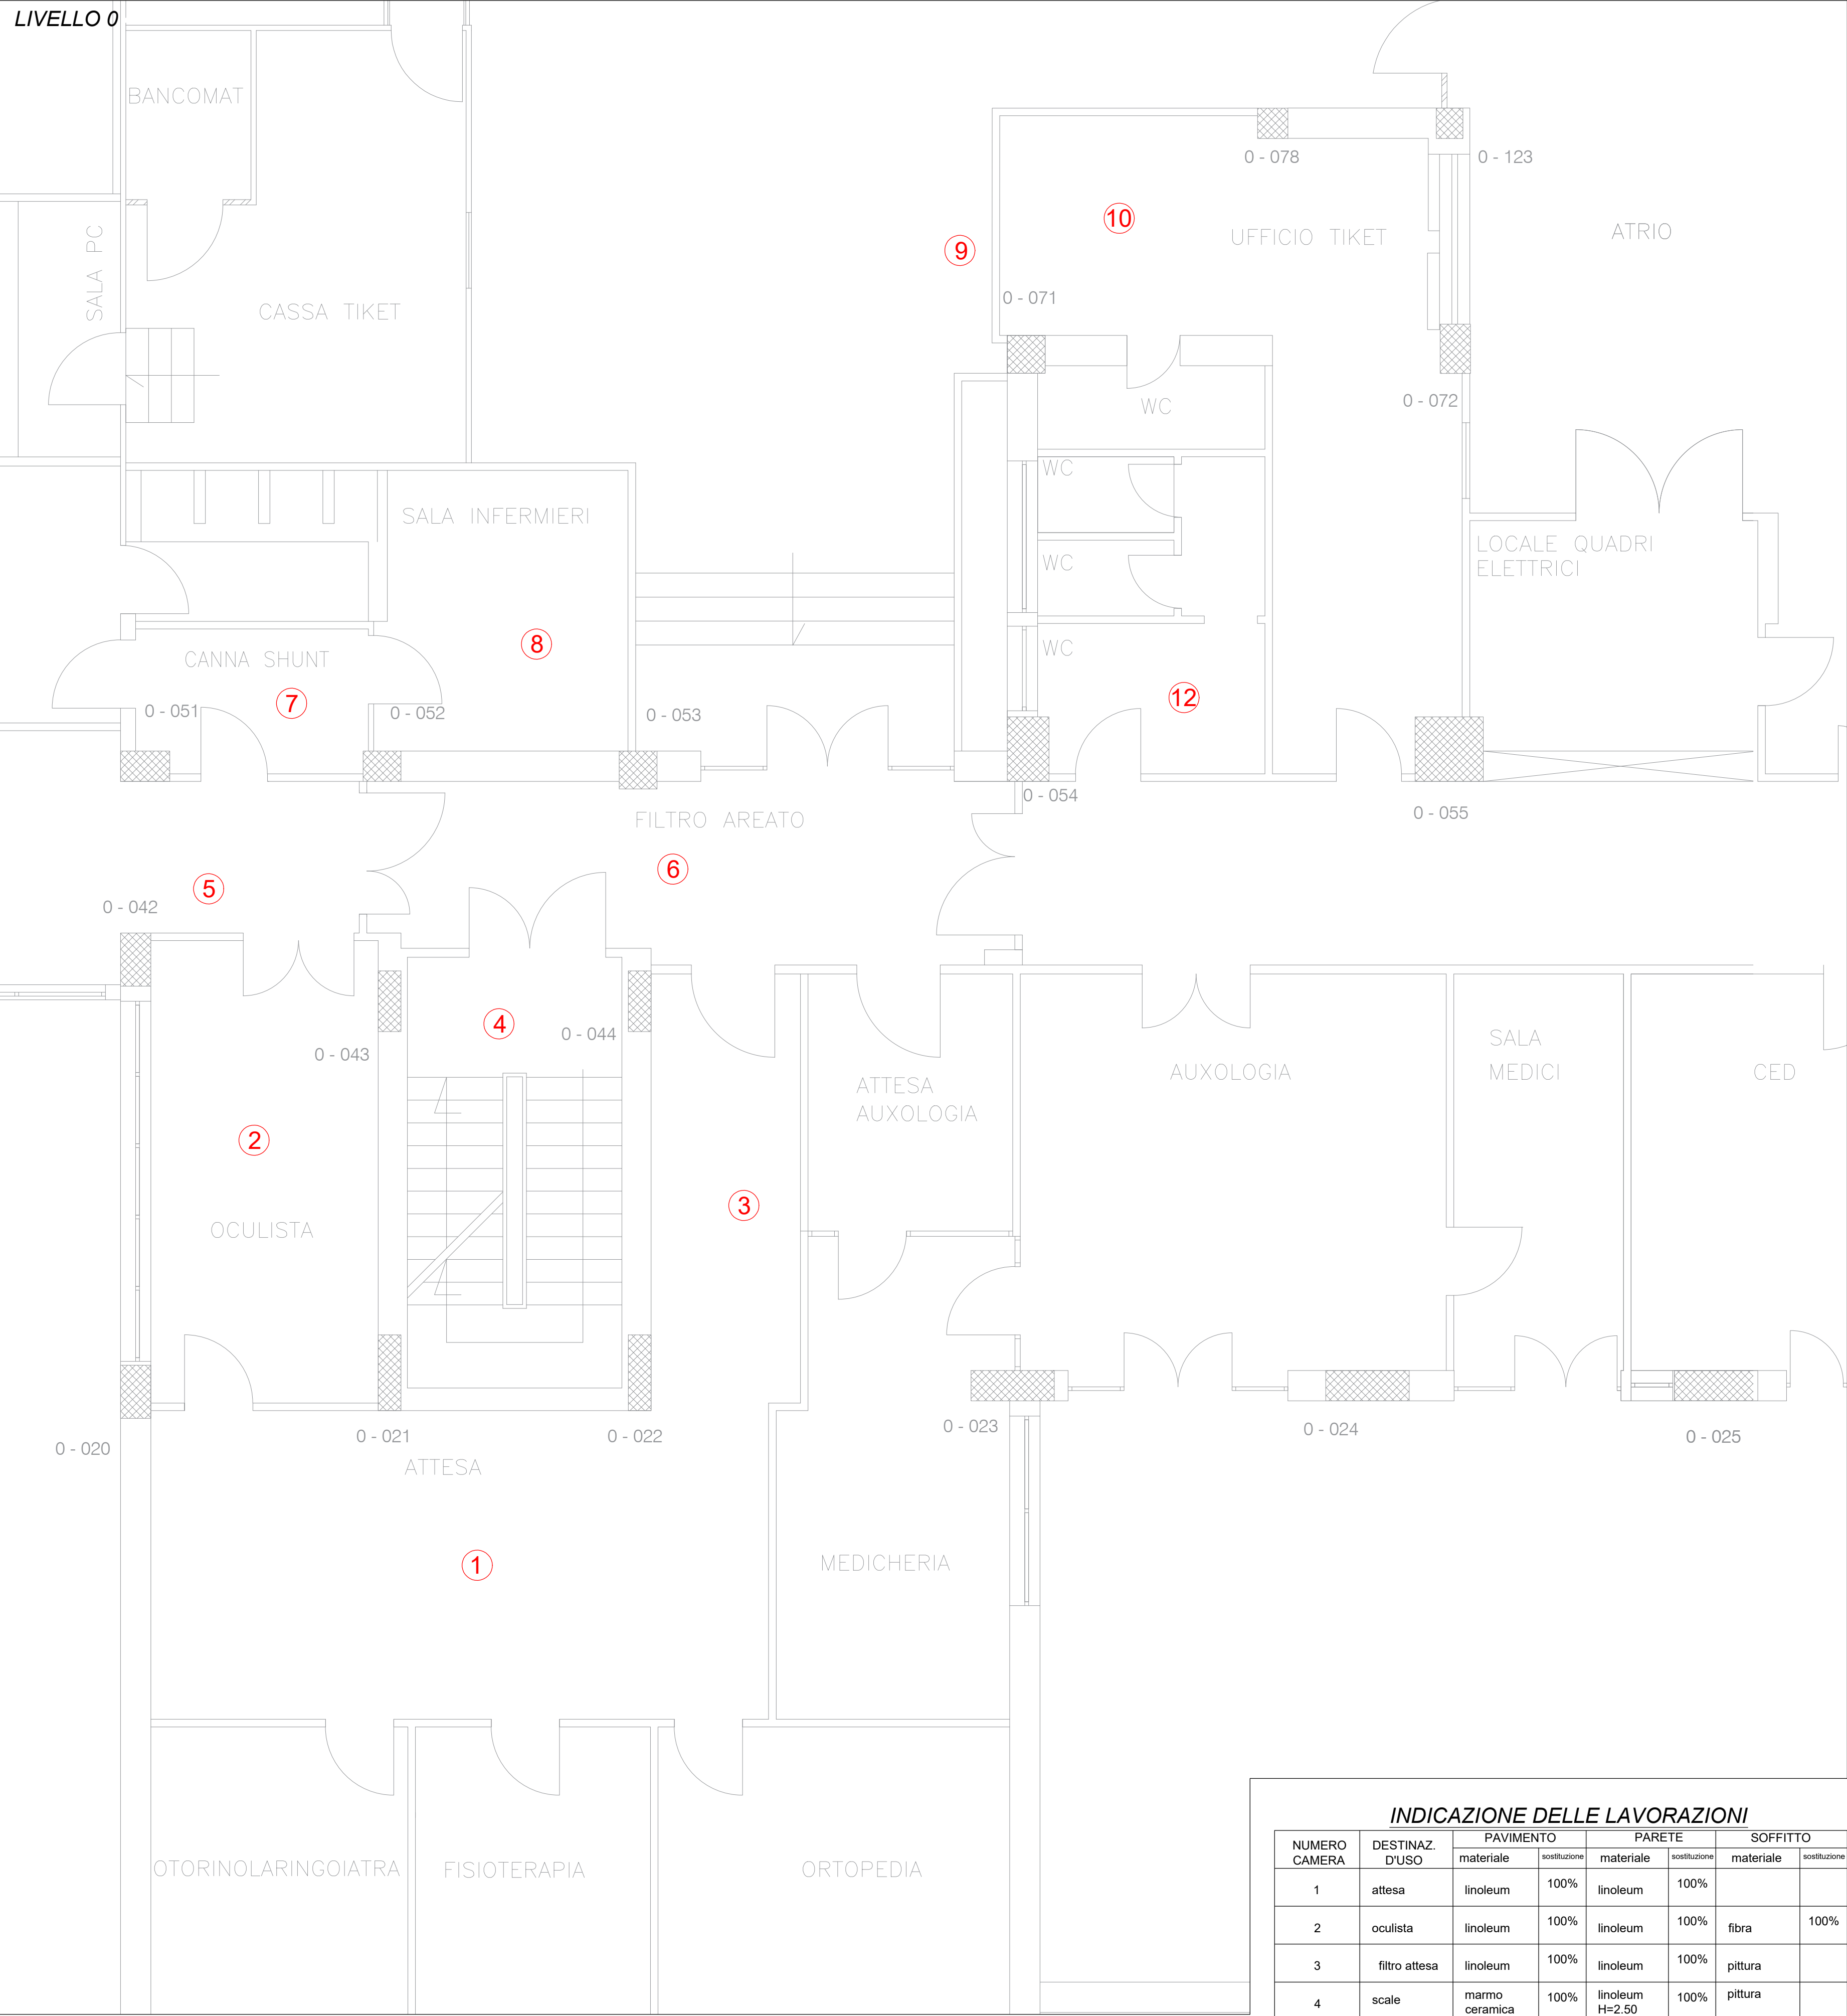 LIVELLO 0
BANCOMAT
0 - 078
0 - 123
10
UFFICIO TIKET
ATRIO
9
SALA PC
CASSA TIKET
0 - 071
0 - 072
WC
WC
SALA INFERMIERI
LOCALE QUADRI
ELETTRICI
WC
8
WC
CANNA SHUNT
7
12
0 - 051
0 - 052
0 - 053
0 - 054
0 - 055
FILTRO AREATO
6
5
0 - 042
4
0 - 044
0 - 043
SALA
MEDICI
AUXOLOGIA
CED
ATTESA
AUXOLOGIA
2
3
OCULISTA
0 - 020
0 - 021
0 - 022
0 - 023
0 - 024
0 - 025
ATTESA
1
MEDICHERIA
OTORINOLARINGOIATRA
FISIOTERAPIA
ORTOPEDIA
INDICAZIONE DELLE LAVORAZIONI
NUMERO CAMERA DESTINAZ. D'USO PAVIMENTO PARETE SOFFITTO
materiale sostituzione materiale sostituzione materiale sostituzione
1 attesa linoleum 100% linoleum 100%
2 oculista linoleum 100% linoleum 100% fibra 100%
3 filtro attesa linoleum 100% linoleum 100% pittura
4 scale marmo 100% linoleum 100% pittura
ceramica H=2.50